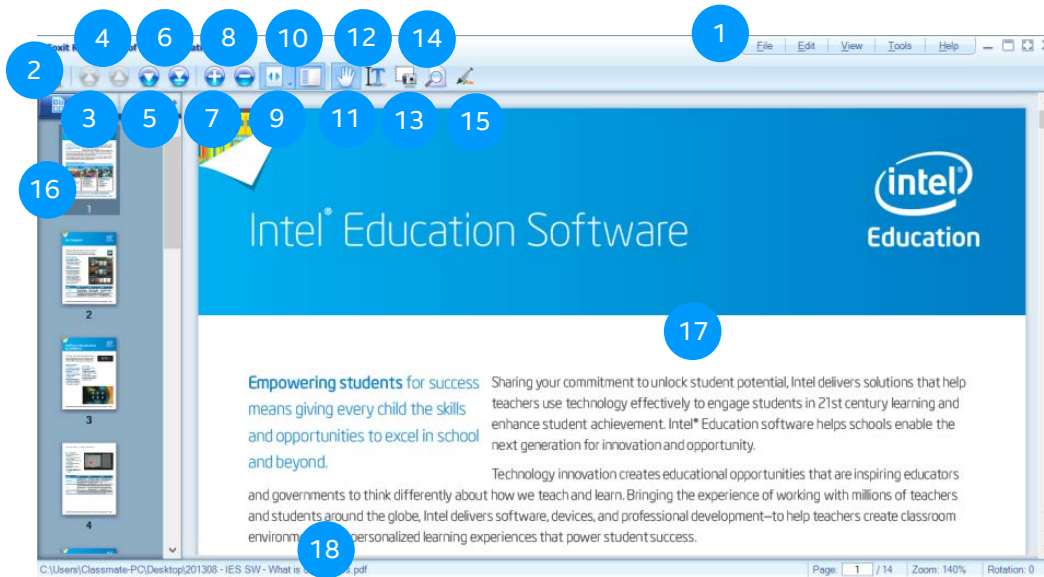 4 6 8 10 12 14 1
oxit R of ati
File Edit View Tools Help
2
3 5 7 9 11 13 15
16
1
2
3
4
intel
Education
Intel® Education Software
17
Empowering students for success
means giving every child the skills
and opportunities to excel in school
and beyond.
Sharing your commitment to unlock student potential, Intel delivers solutions that help
teachers use technology effectively to engage students in 21st century learning and
enhance student achievement. Intel® Education software helps schools enable the
next generation for innovation and opportunity.
Technology innovation creates educational opportunities that are inspiring educators
and governments to think differently about how we teach and learn. Bringing the experience of working with millions of teachers
and students around the globe, Intel delivers software, devices, and professional development—to help teachers create classroom
environm personalized learning experiences that power student success.
18
C:\Users\Classmate-PC\Desktop\201308 - IES SW - What is s.pdf
Page: 1 / 14 Zoom: 140% Rotation: 0